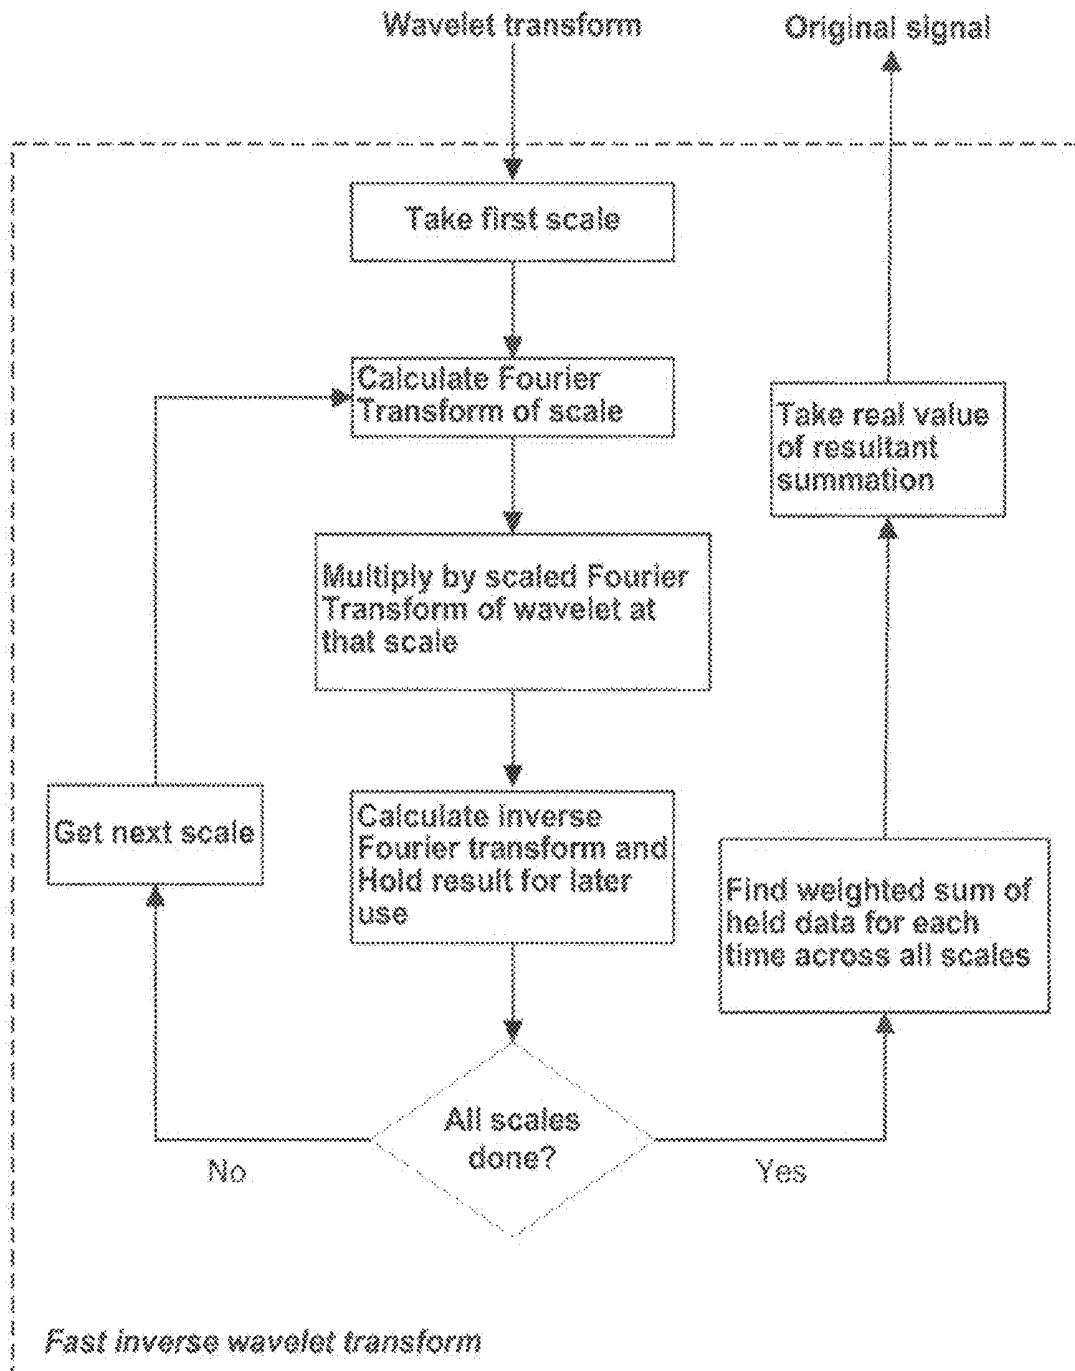 Wavelet transform
Original signal
Take first scale
Calculate Fourier
Transform of scale
Take real value
of resultant
summation
Multiply by scaled Fourier
Transform of wavelet at
that scale
Get next scale
Calculate inverse
Fourier transform and
Hold result for later
use
Find weighted sum of
held data for each
time across all scales
All scales
done?
No
Yes
Fast inverse wavelet transform